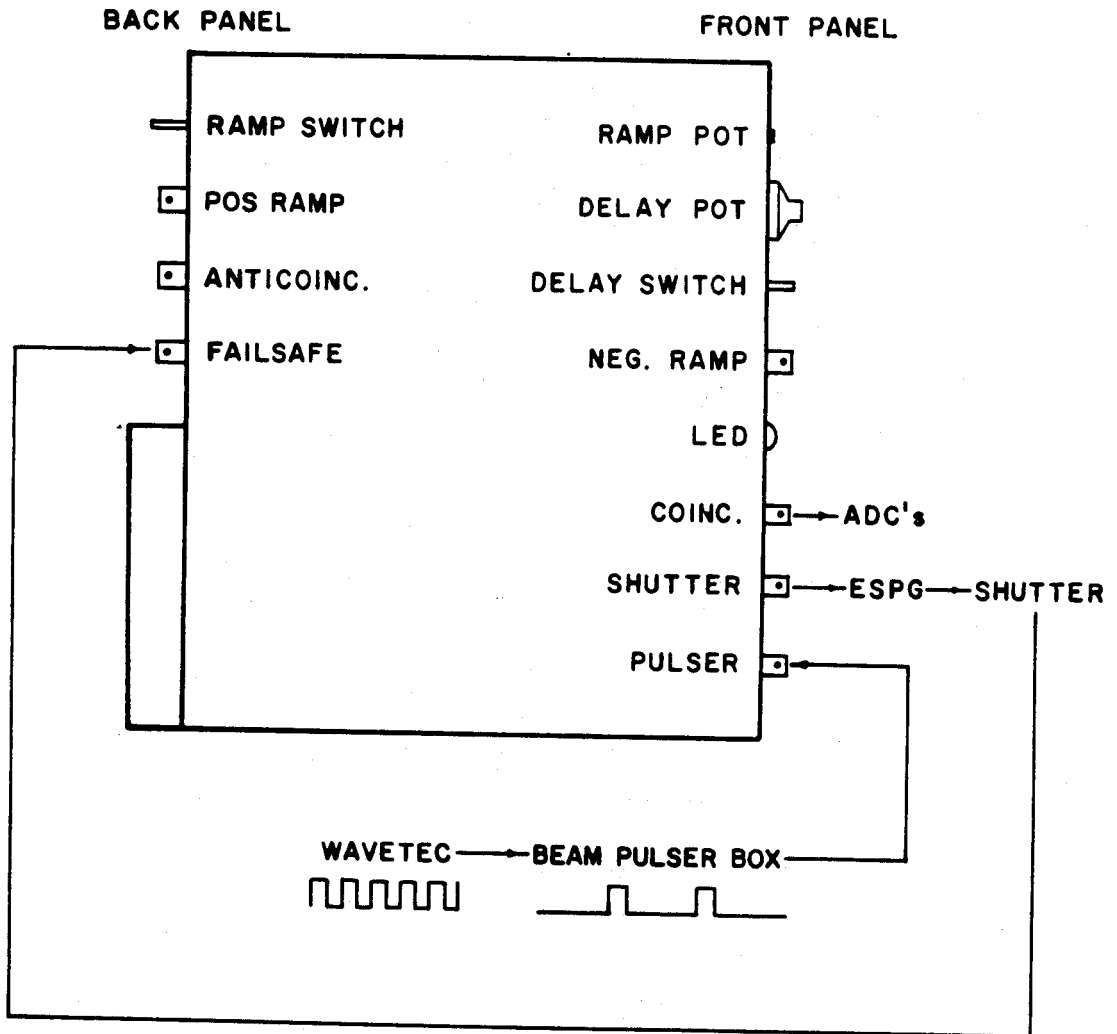 BACK PANEL
FRONT PANEL
RAMP SWITCH
RAMP POT
POS RAMP
DELAY POT
ANTICOINC.
DELAY SWITCH
FAILSAFE
NEG. RAMP
LED
COINC.
ADC's
SHUTTER
ESPG
SHUTTER
PULSER
WAVETEC
BEAM PULSER BOX